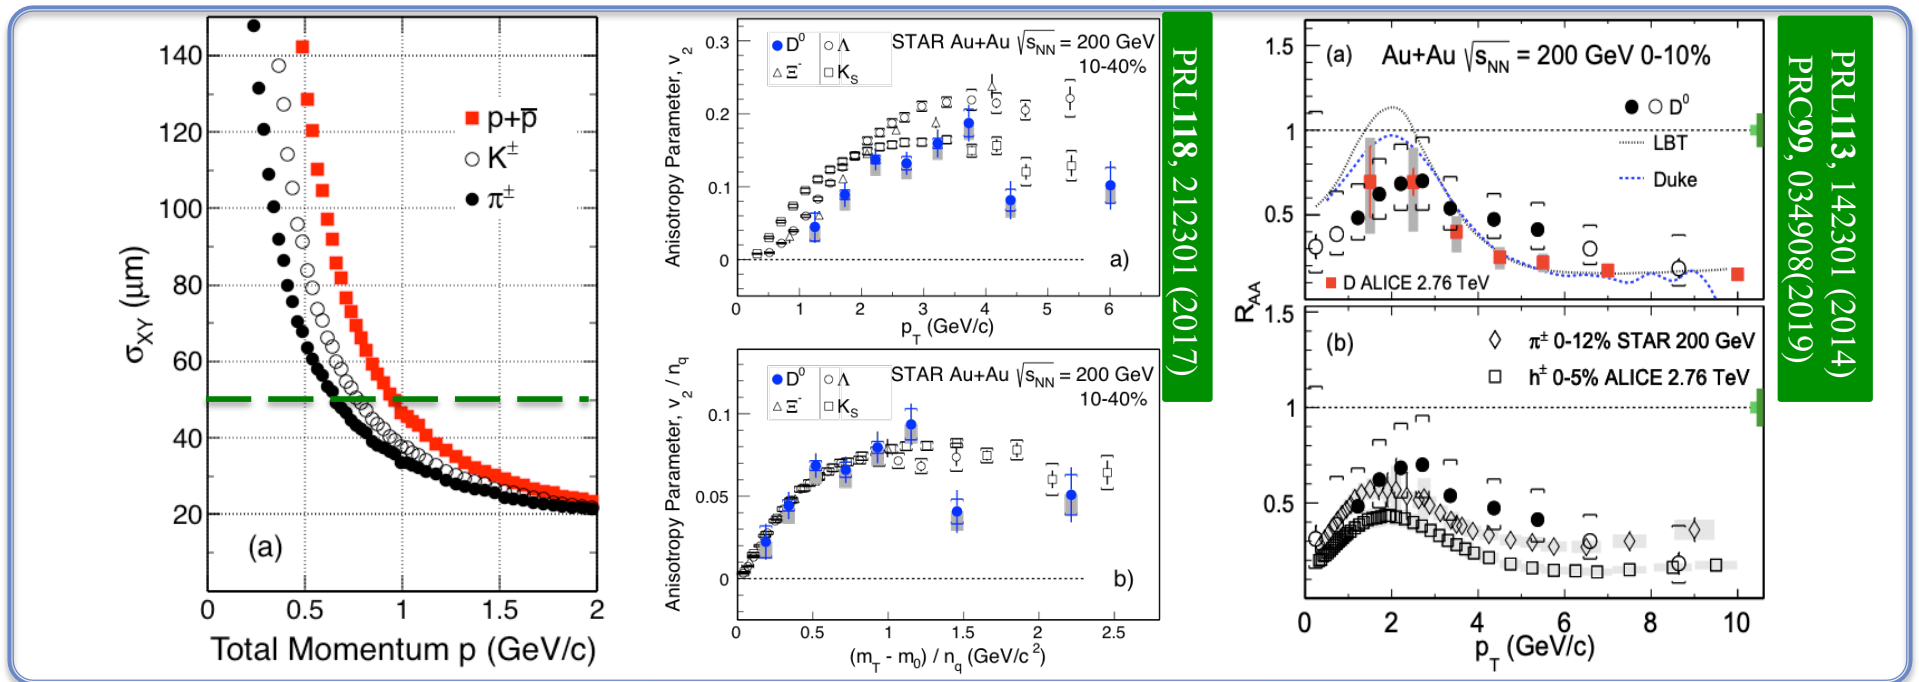 140
120
100
80
60
40
20
σXY (μm)
p+p̅
K±
π±
(a)
0
0.5
1
1.5
2
Total Momentum p (GeV/c)
Anisotropy Parameter, v2
0.3
0.2
0.1
0
D0
Λ
Ξ-
KS
STAR Au+Au √sNN = 200 GeV
10-40%
a)
0
1
2
3
4
5
6
pT (GeV/c)
Anisotropy Parameter, v2 / nq
0.1
0.05
0
D0
Λ
Ξ-
KS
STAR Au+Au √sNN = 200 GeV
10-40%
b)
0
0.5
1
1.5
2
2.5
(mT - m0) / nq (GeV/c2)
PRL118, 212301 (2017)
RAA
1.5
1
0.5
(a)
Au+Au √sNN = 200 GeV 0-10%
D0
LBT
Duke
D ALICE 2.76 TeV
1.5
1
0.5
(b)
π± 0-12% STAR 200 GeV
h± 0-5% ALICE 2.76 TeV
0
2
4
6
8
10
pT (GeV/c)
PRL113, 142301 (2014)
PRC99, 034908(2019)